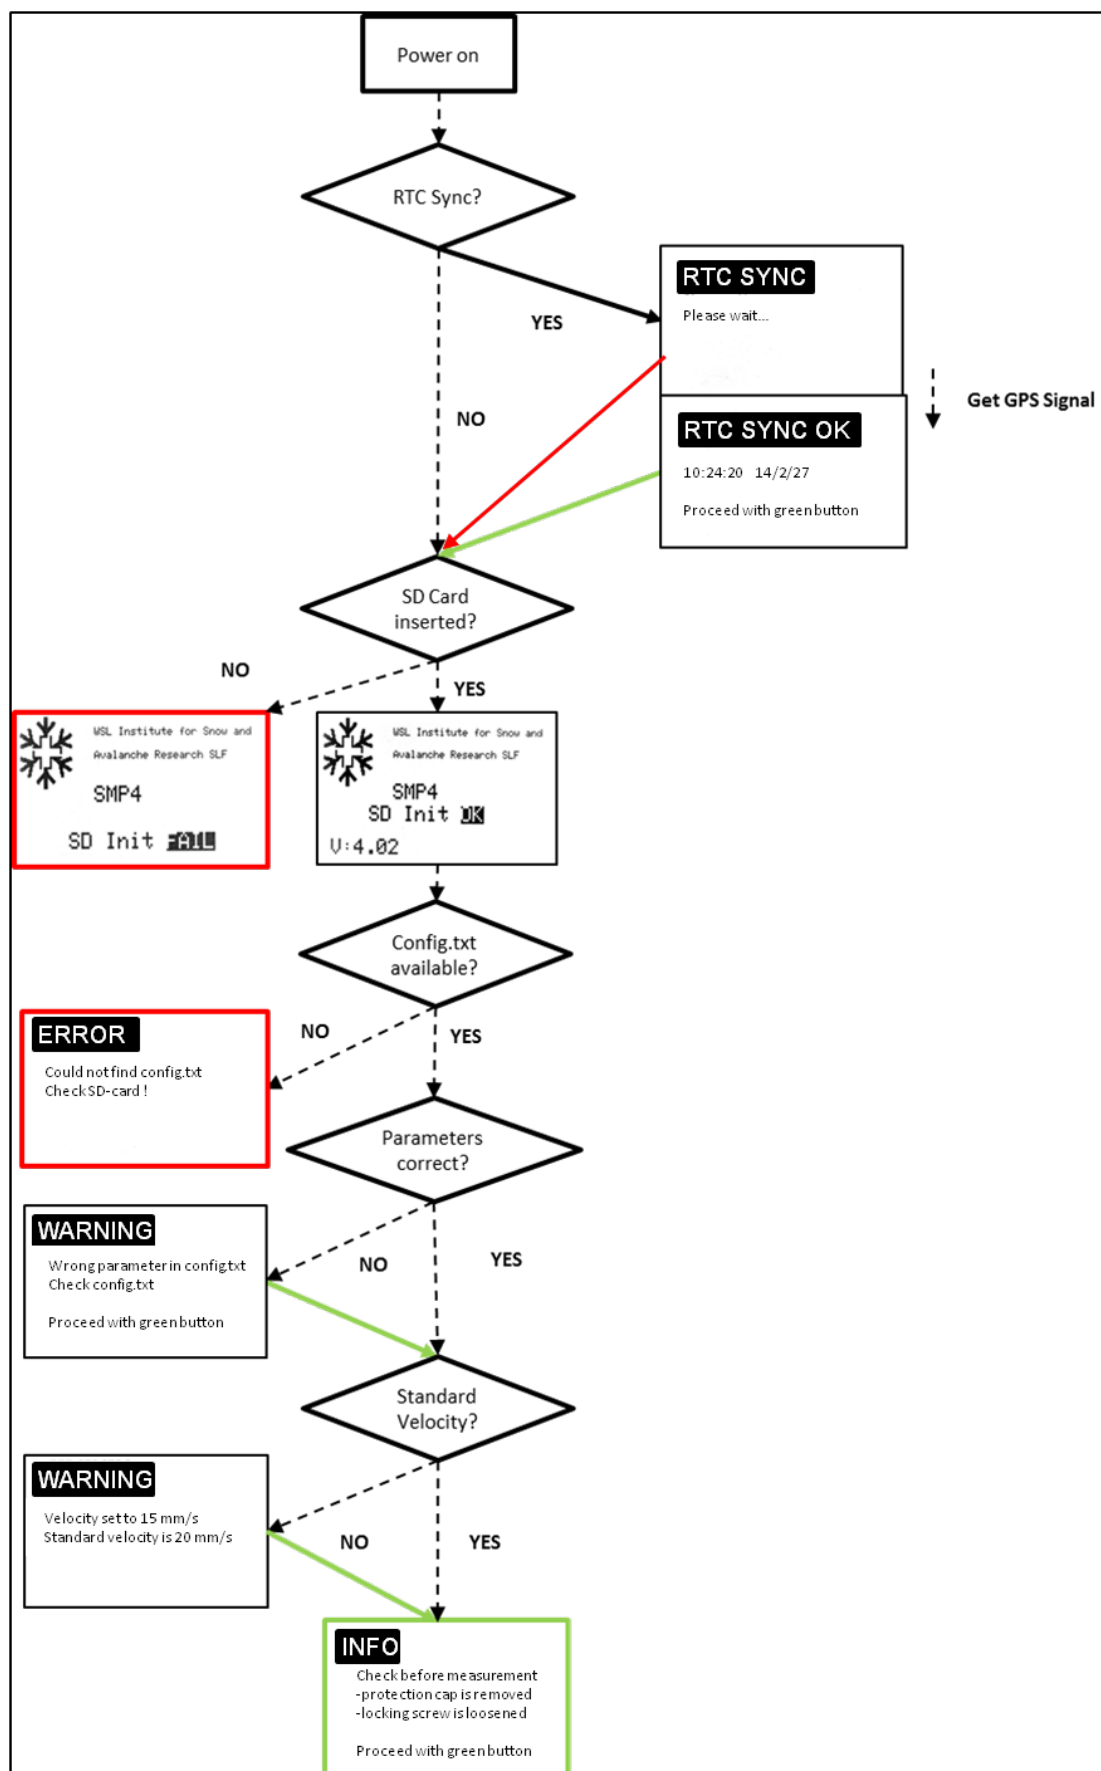 Power on
RTC Sync?
YES
RTC SYNC
Please wait...
NO
Get GPS Signal
RTC SYNC OK
10:24:20 14/2/27
Proceed with green button
SD Card
inserted?
NO
YES
WSL Institute for Snow and
Avalanche Research SLF
SMP4
SD Init FAIL
WSL Institute for Snow and
Avalanche Research SLF
SMP4
SD Init OK
V:4.02
Config.txt
available?
NO
YES
ERROR
Could not find config.txt
Check SD-card !
Parameters
correct?
NO
YES
WARNING
Wrong parameter in config.txt
Check config.txt
Proceed with green button
Standard
Velocity?
WARNING
Velocity set to 15 mm/s
Standard velocity is 20 mm/s
NO
YES
INFO
Check before measurement
-protection cap is removed
-locking screw is loosened
Proceed with green button